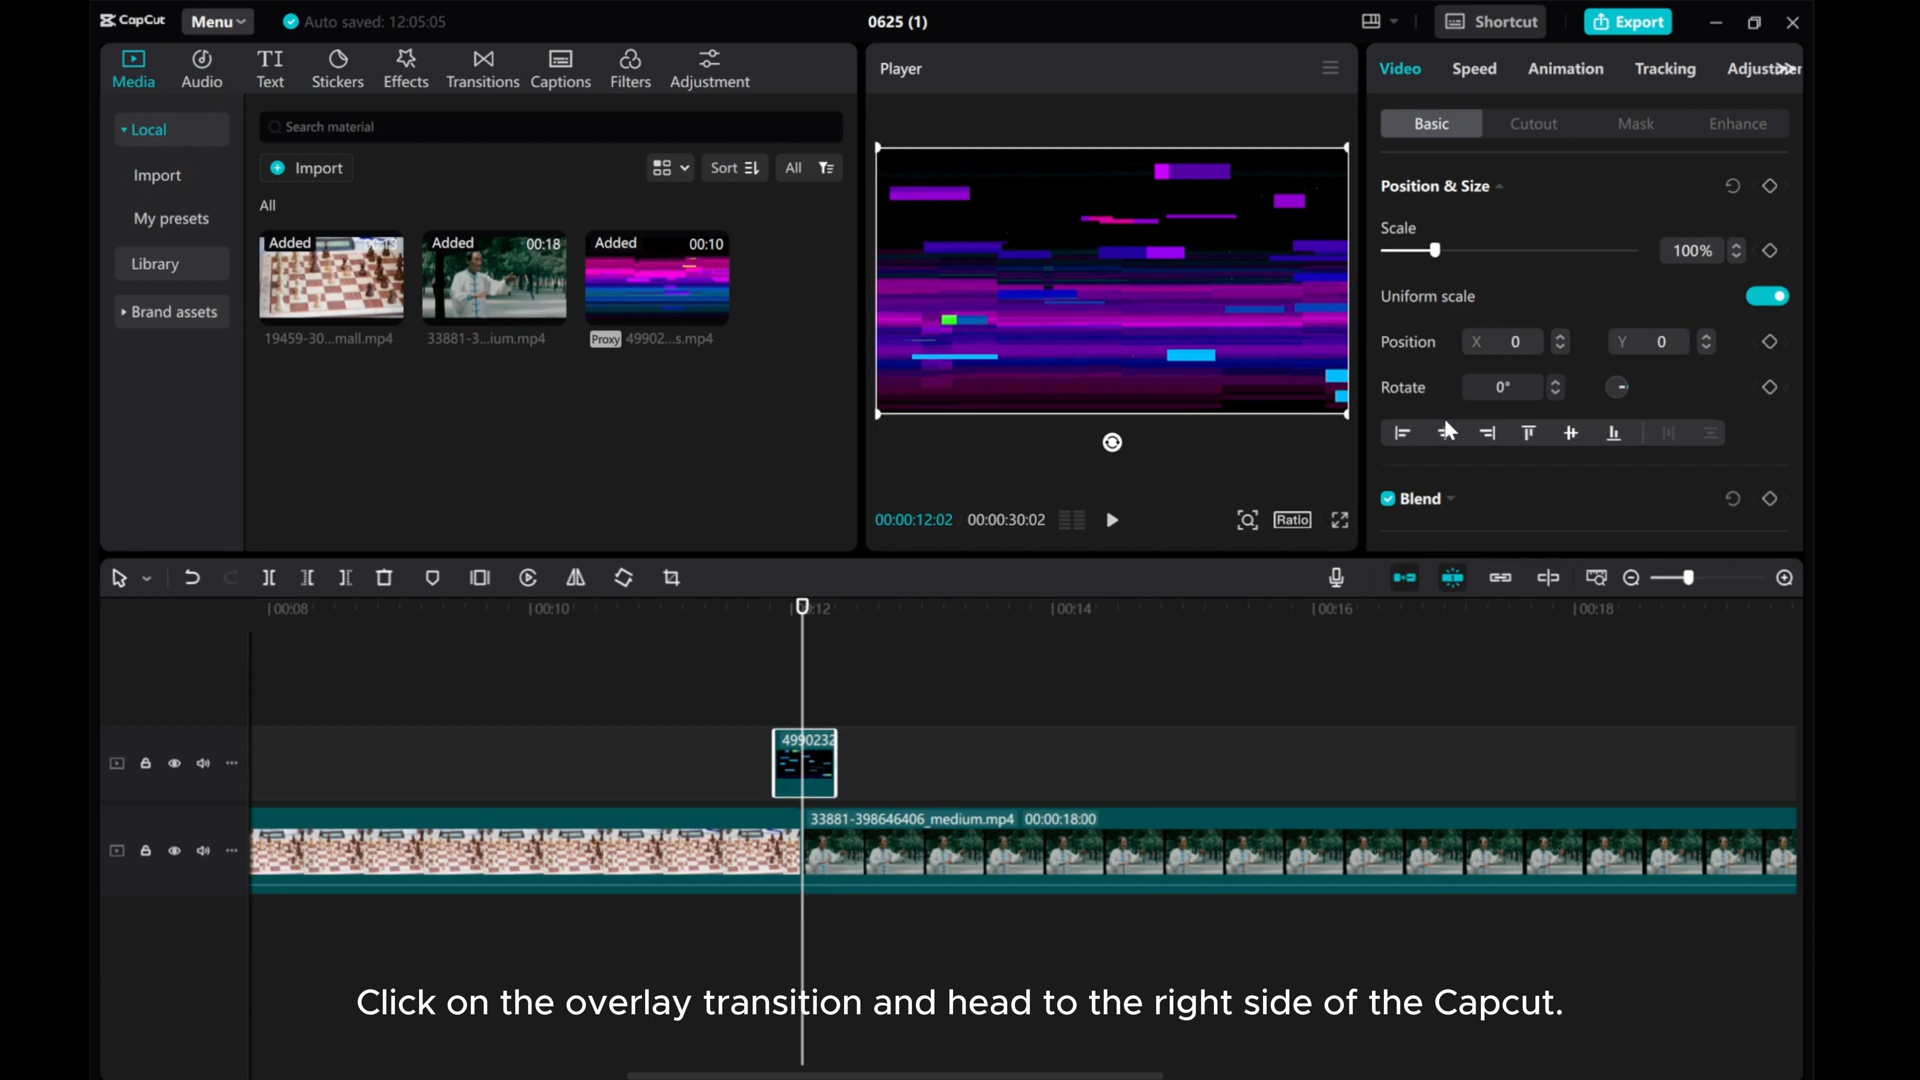 CapCut
Menu
Auto saved: 12:05:05
0625 (1)
Shortcut
Export
Media
Audio
Text
Stickers
Effects
Transitions
Captions
Filters
Adjustment
Local
Import
My presets
Library
Brand assets
Search material
Import
Sort
All
All
Added
Added 00:18
Added 00:10
19459-30...mall.mp4
33881-3...ium.mp4
Proxy 49902...s.mp4
Player
00:00:12:02
00:00:30:02
Ratio
Video
Speed
Animation
Tracking
Basic
Cutout
Mask
Enhance
Position & Size
Scale
100%
Uniform scale
Position X 0 Y 0
Rotate 0°
Blend
00:08
00:10
00:14
00:16
00:18
4990232
33881-398646406_medium.mp4 00:00:18:00
Click on the overlay transition and head to the right side of the Capcut.